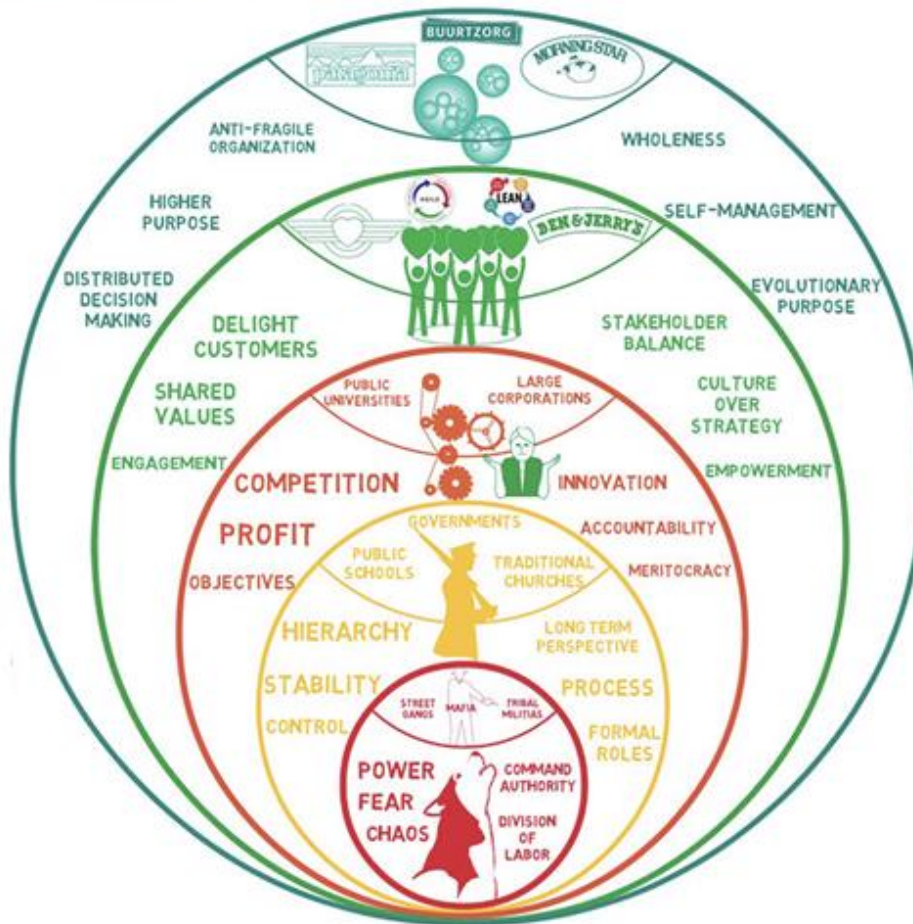 BUURTZORG
patagonia
MORNING STAR
ANTI-FRAGILE
ORGANIZATION
WHOLENESS
HIGHER
PURPOSE
SELF-MANAGEMENT
DISTRIBUTED
DECISION
MAKING
EVOLUTIONARY
PURPOSE
AGILE
LEAN
BEN & JERRY'S
DELIGHT
CUSTOMERS
STAKEHOLDER
BALANCE
SHARED
VALUES
CULTURE
OVER
STRATEGY
ENGAGEMENT
EMPOWERMENT
PUBLIC
UNIVERSITIES
LARGE
CORPORATIONS
COMPETITION
INNOVATION
PROFIT
ACCOUNTABILITY
OBJECTIVES
MERITOCRACY
GOVERNMENTS
PUBLIC
SCHOOLS
TRADITIONAL
CHURCHES
HIERARCHY
LONG TERM
PERSPECTIVE
STABILITY
PROCESS
CONTROL
FORMAL
ROLES
STREET
GANGS
MAFIA
TRIBAL
MILITIAS
POWER
FEAR
CHAOS
COMMAND
AUTHORITY
DIVISION
OF
LABOR